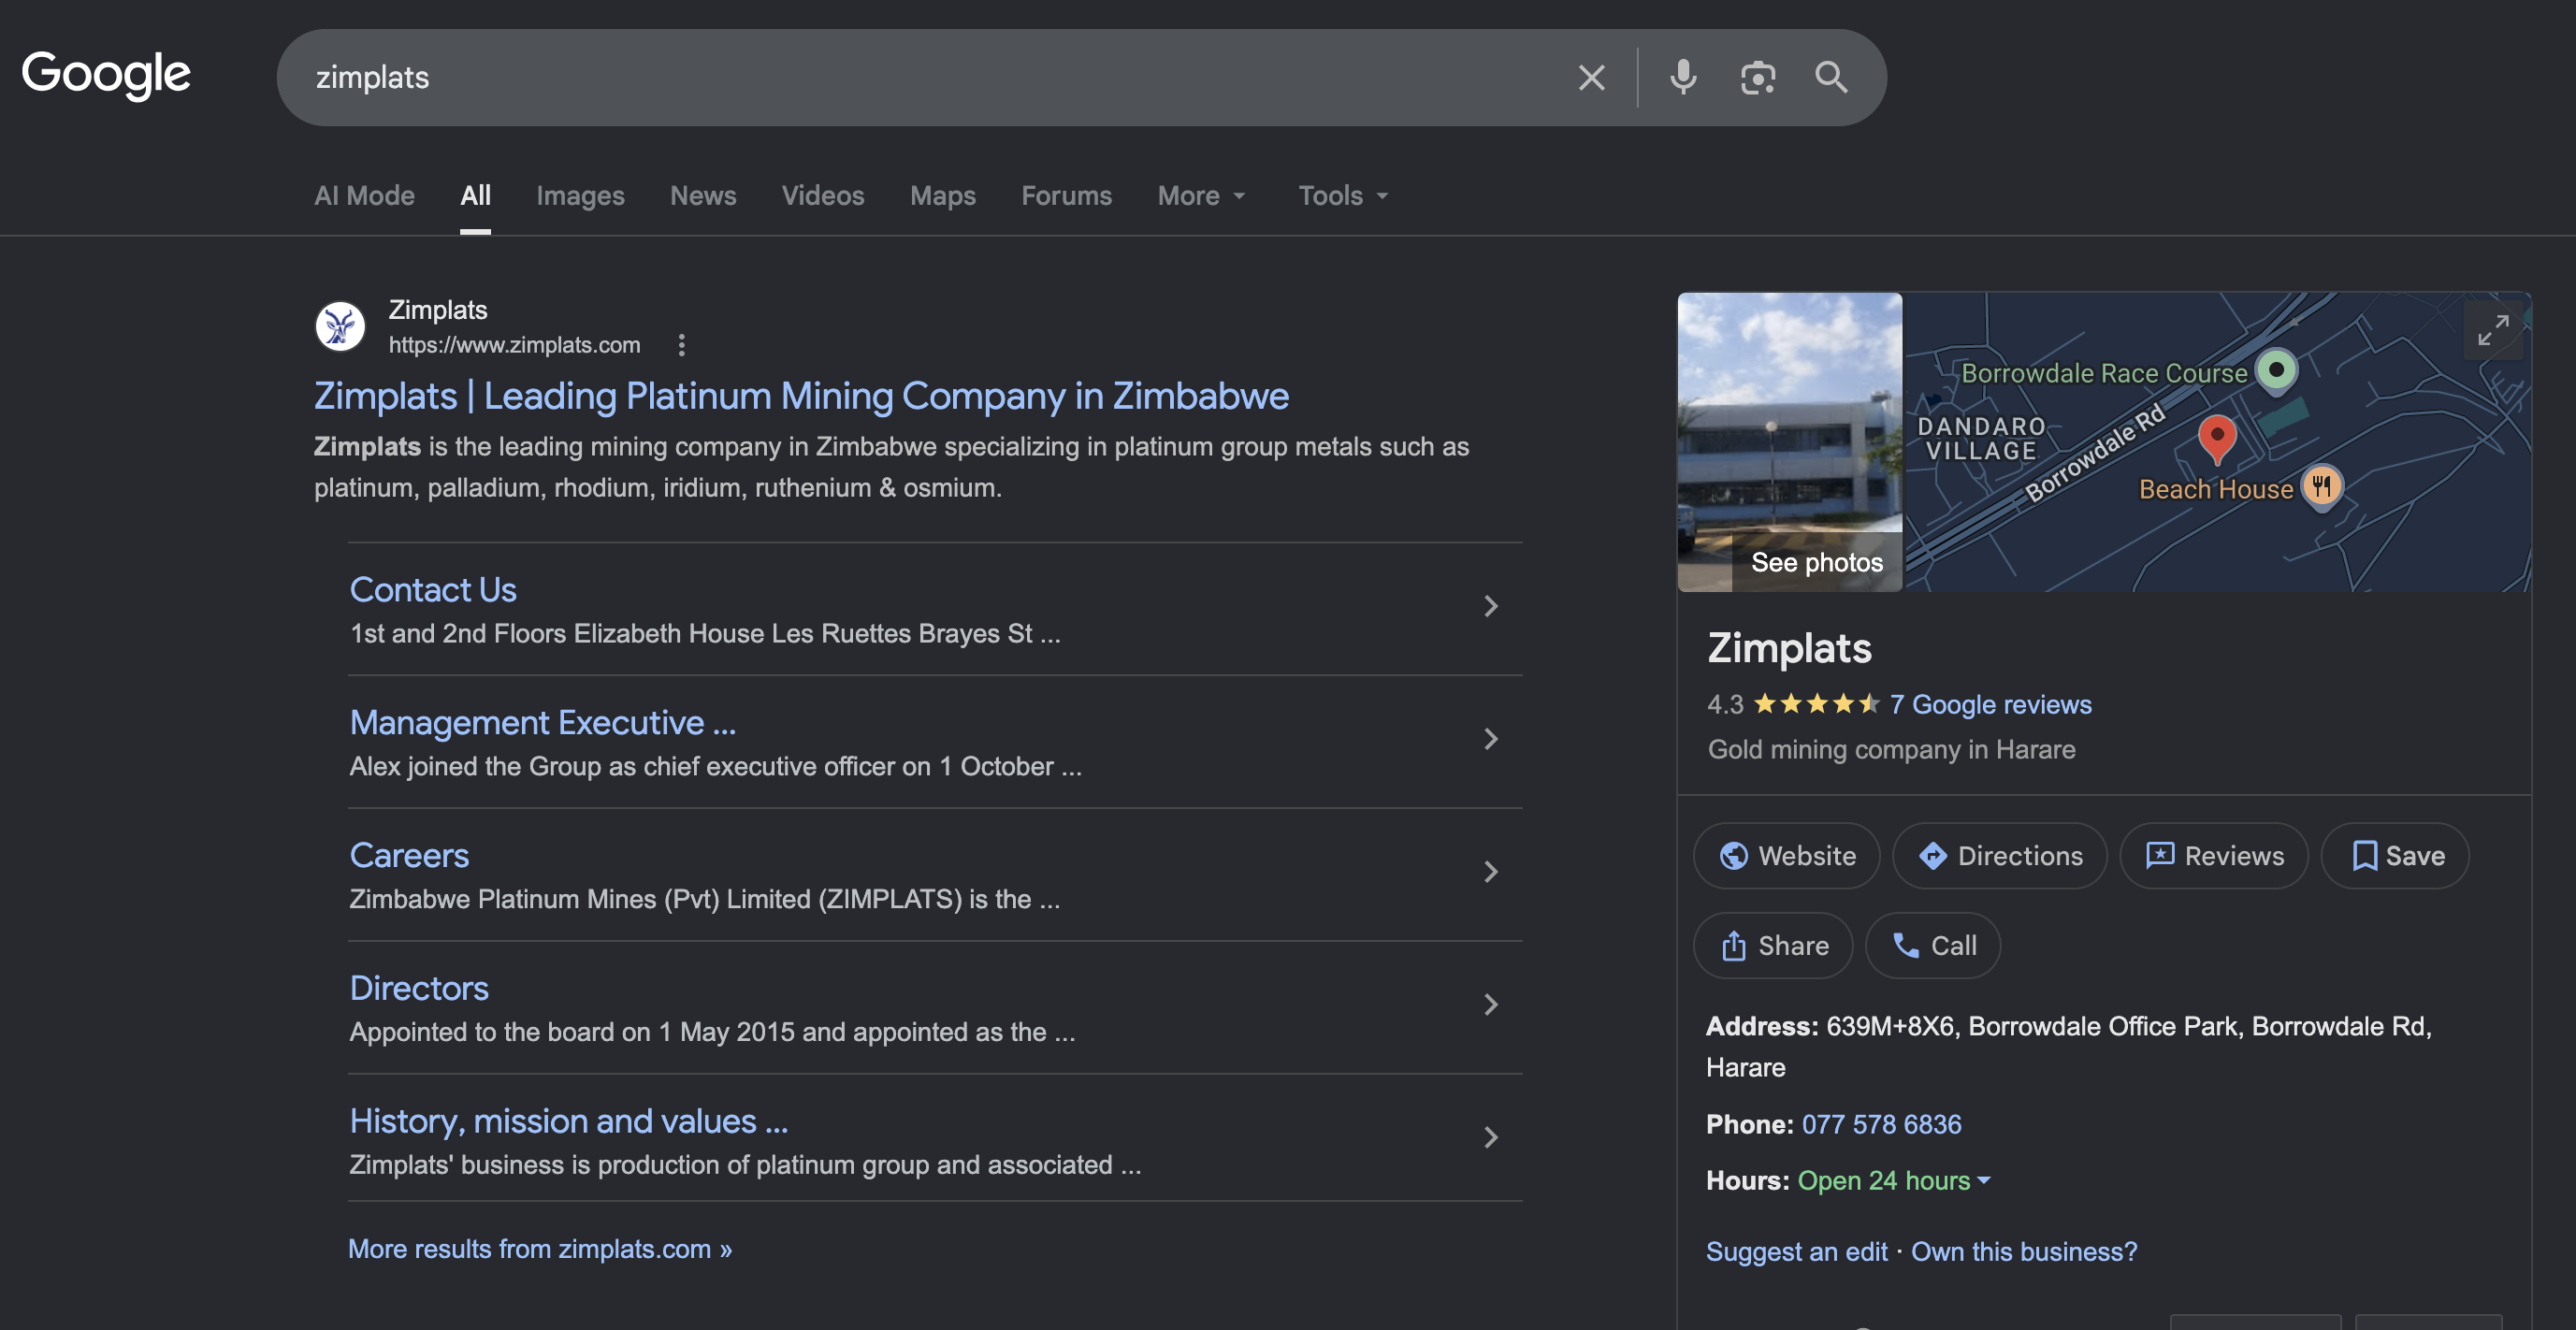 Google
zimplats
AI Mode
All
Images
News
Videos
Maps
Forums
More
Tools
Zimplats
https://www.zimplats.com
Zimplats | Leading Platinum Mining Company in Zimbabwe
Zimplats is the leading mining company in Zimbabwe specializing in platinum group metals such as
platinum, palladium, rhodium, iridium, ruthenium & osmium.
Contact Us
1st and 2nd Floors Elizabeth House Les Ruettes Brayes St ...
Management Executive ...
Alex joined the Group as chief executive officer on 1 October ...
Careers
Zimbabwe Platinum Mines (Pvt) Limited (ZIMPLATS) is the ...
Directors
Appointed to the board on 1 May 2015 and appointed as the ...
History, mission and values ...
Zimplats' business is production of platinum group and associated ...
More results from zimplats.com »
See photos
Borrowdale Race Course
DANDARO
VILLAGE
Borrowdale Rd
Beach House
Zimplats
4.3 7 Google reviews
Gold mining company in Harare
Website
Directions
Reviews
Save
Share
Call
Address: 639M+8X6, Borrowdale Office Park, Borrowdale Rd,
Harare
Phone: 077 578 6836
Hours: Open 24 hours
Suggest an edit · Own this business?